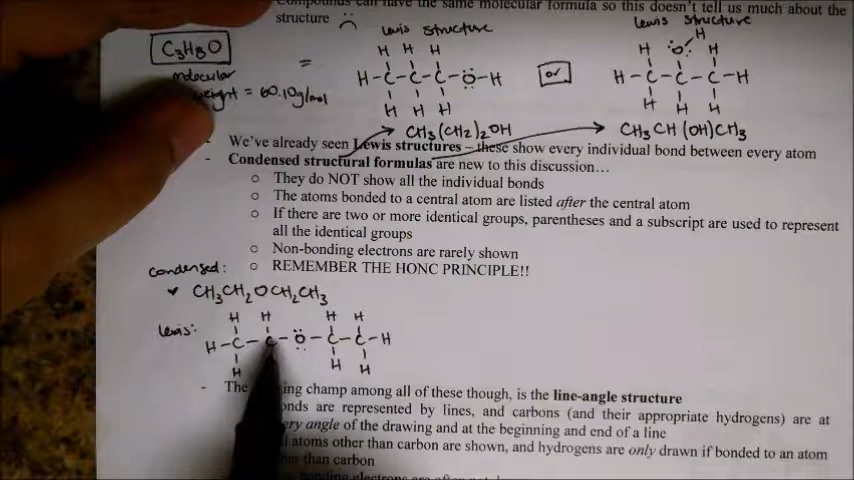 Compounds can have the same molecular formula so this doesn't tell us much about the
structure
Lewis structure
Lewis structure
C3H8O
molecular
weight = 60.10g/mol
=
H H H
H-C-C-C-Ö-H
H H H
or
H
H :O: H
H-C-C-C-H
H H H
CH3(CH2)2OH
CH3CH(OH)CH3
- We've already seen Lewis structures – these show every individual bond between every atom
- Condensed structural formulas are new to this discussion…
o They do NOT show all the individual bonds
o The atoms bonded to a central atom are listed after the central atom
o If there are two or more identical groups, parentheses and a subscript are used to represent
all the identical groups
o Non-bonding electrons are rarely shown
o REMEMBER THE HONC PRINCIPLE!!
condensed:
CH3CH2OCH2CH3
Lewis:
H H H H
H-C-C-Ö-C-C-H
H H H
- The ing champ among all of these though, is the line-angle structure
onds are represented by lines, and carbons (and their appropriate hydrogens) are at
ery angle of the drawing and at the beginning and end of a line
atoms other than carbon are shown, and hydrogens are only drawn if bonded to an atom
than carbon